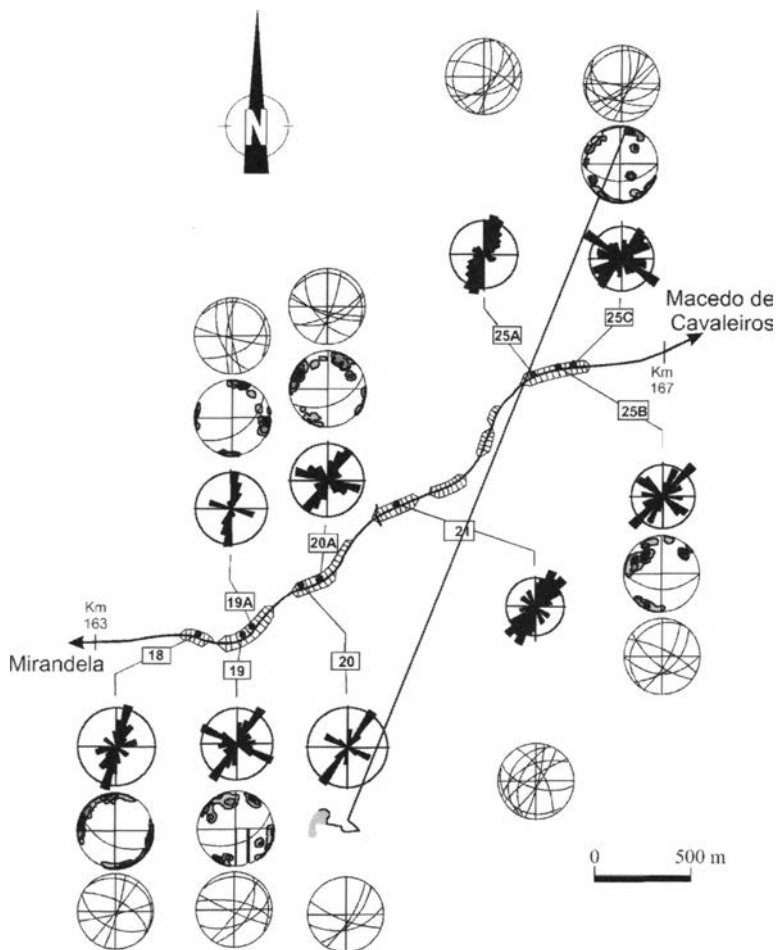 N
25A
25C
Macedo de
Cavaleiros
Km
167
25B
20A
21
19A
Km
163
Mirandela
18
19
20
0
500 m